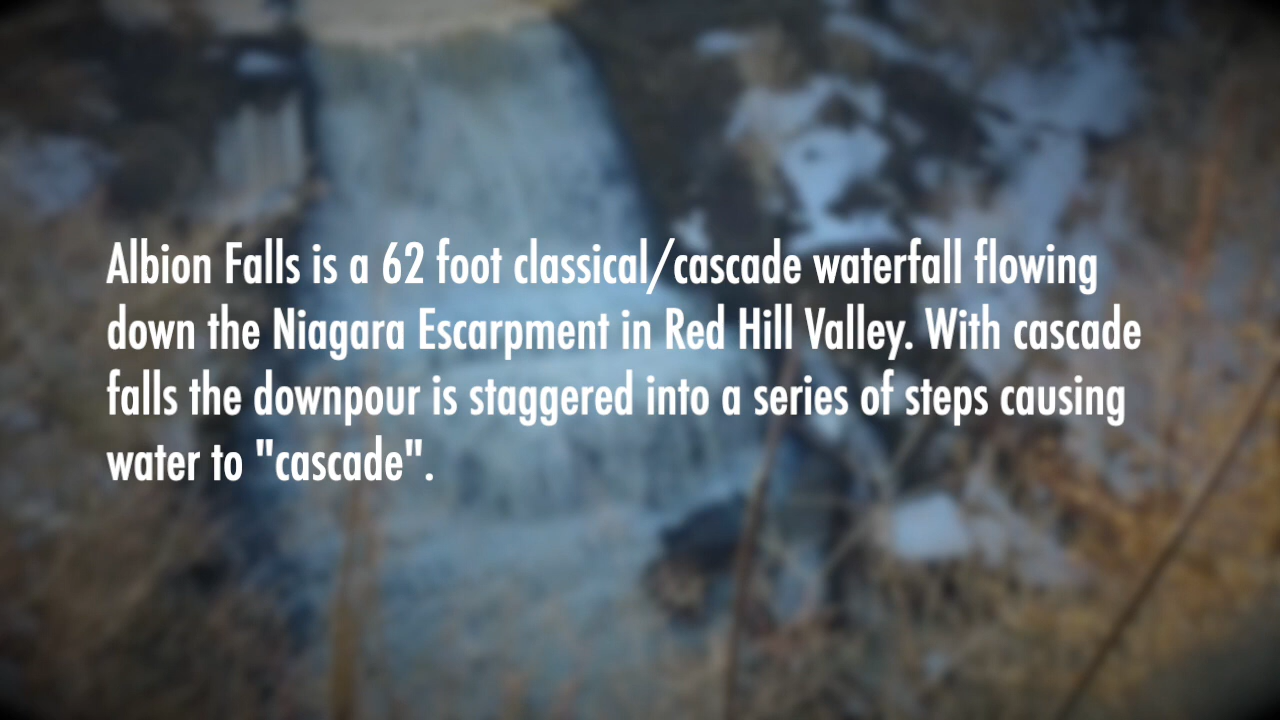 Albion Falls is a 62 foot classical/cascade waterfall flowing
down the Niagara Escarpment in Red Hill Valley. With cascade
falls the downpour is staggered into a series of steps causing
water to "cascade".